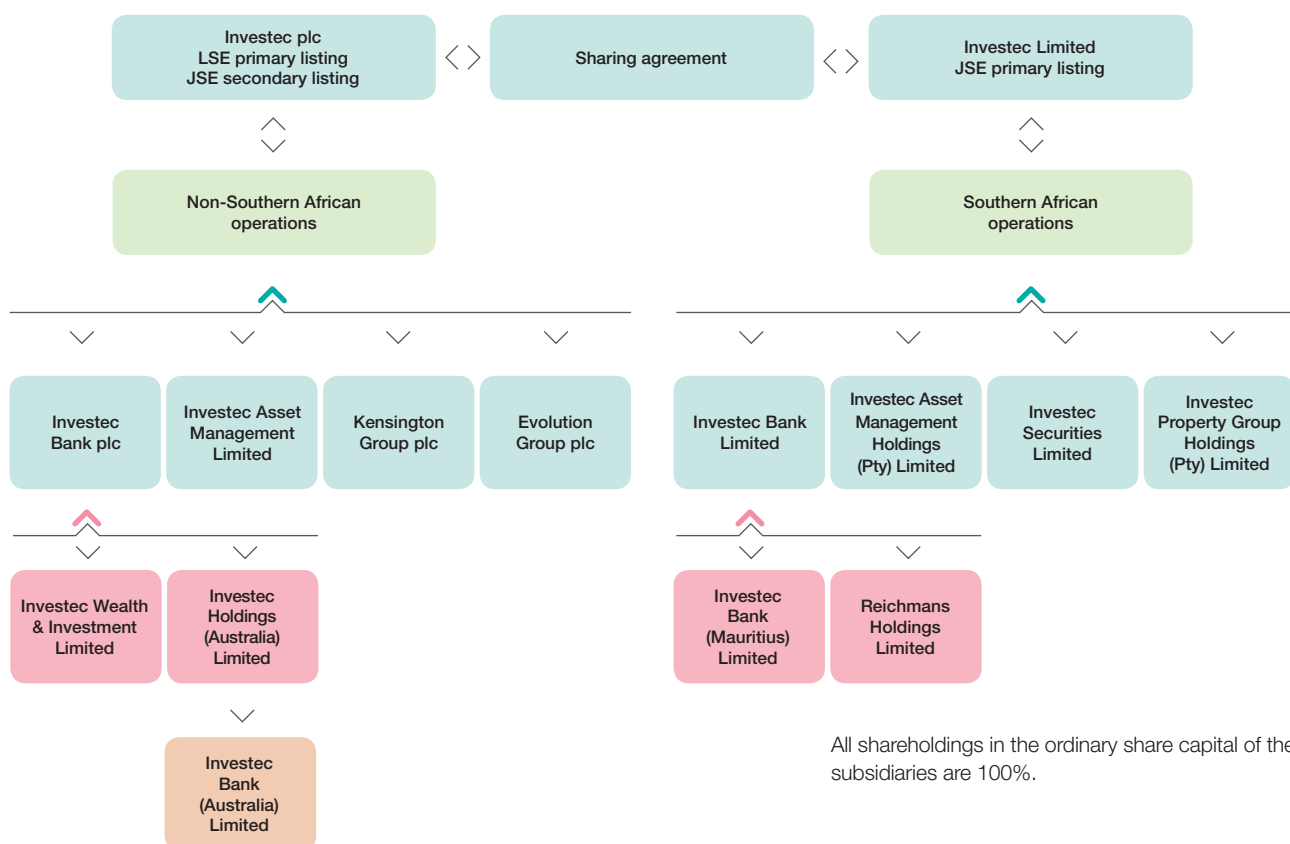 Investec plc
LSE primary listing
JSE secondary listing
Sharing agreement
Investec Limited
JSE primary listing
Non-Southern African
operations
Southern African
operations
Investec
Bank plc
Investec Asset
Management
Limited
Kensington
Group plc
Evolution
Group plc
Investec Bank
Limited
Investec Asset
Management
Holdings
(Pty) Limited
Investec
Securities
Limited
Investec
Property Group
Holdings
(Pty) Limited
Investec Wealth
& Investment
Limited
Investec
Holdings
(Australia)
Limited
Investec
Bank
(Mauritius)
Limited
Reichmans
Holdings
Limited
Investec
Bank
(Australia)
Limited
All shareholdings in the ordinary share capital of the
subsidiaries are 100%.